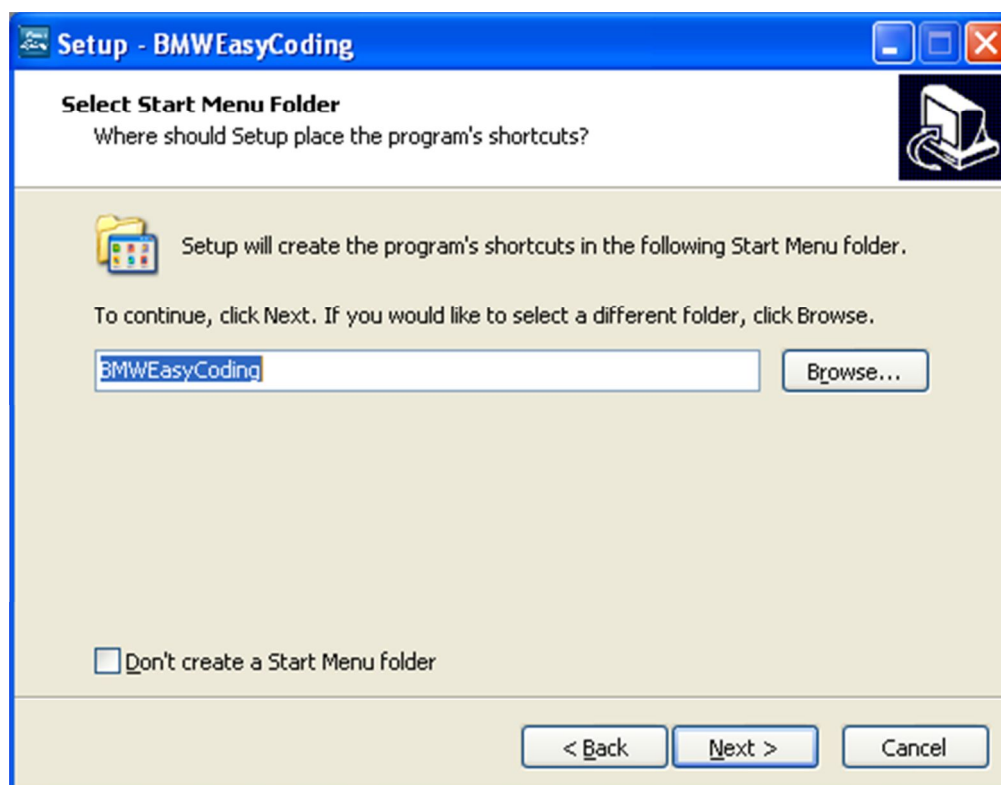 Setup - BMWEasyCoding
Select Start Menu Folder
Where should Setup place the program's shortcuts?
Setup will create the program's shortcuts in the following Start Menu folder.
To continue, click Next. If you would like to select a different folder, click Browse.
BMWEasyCoding
Browse...
Don't create a Start Menu folder
< Back
Next >
Cancel